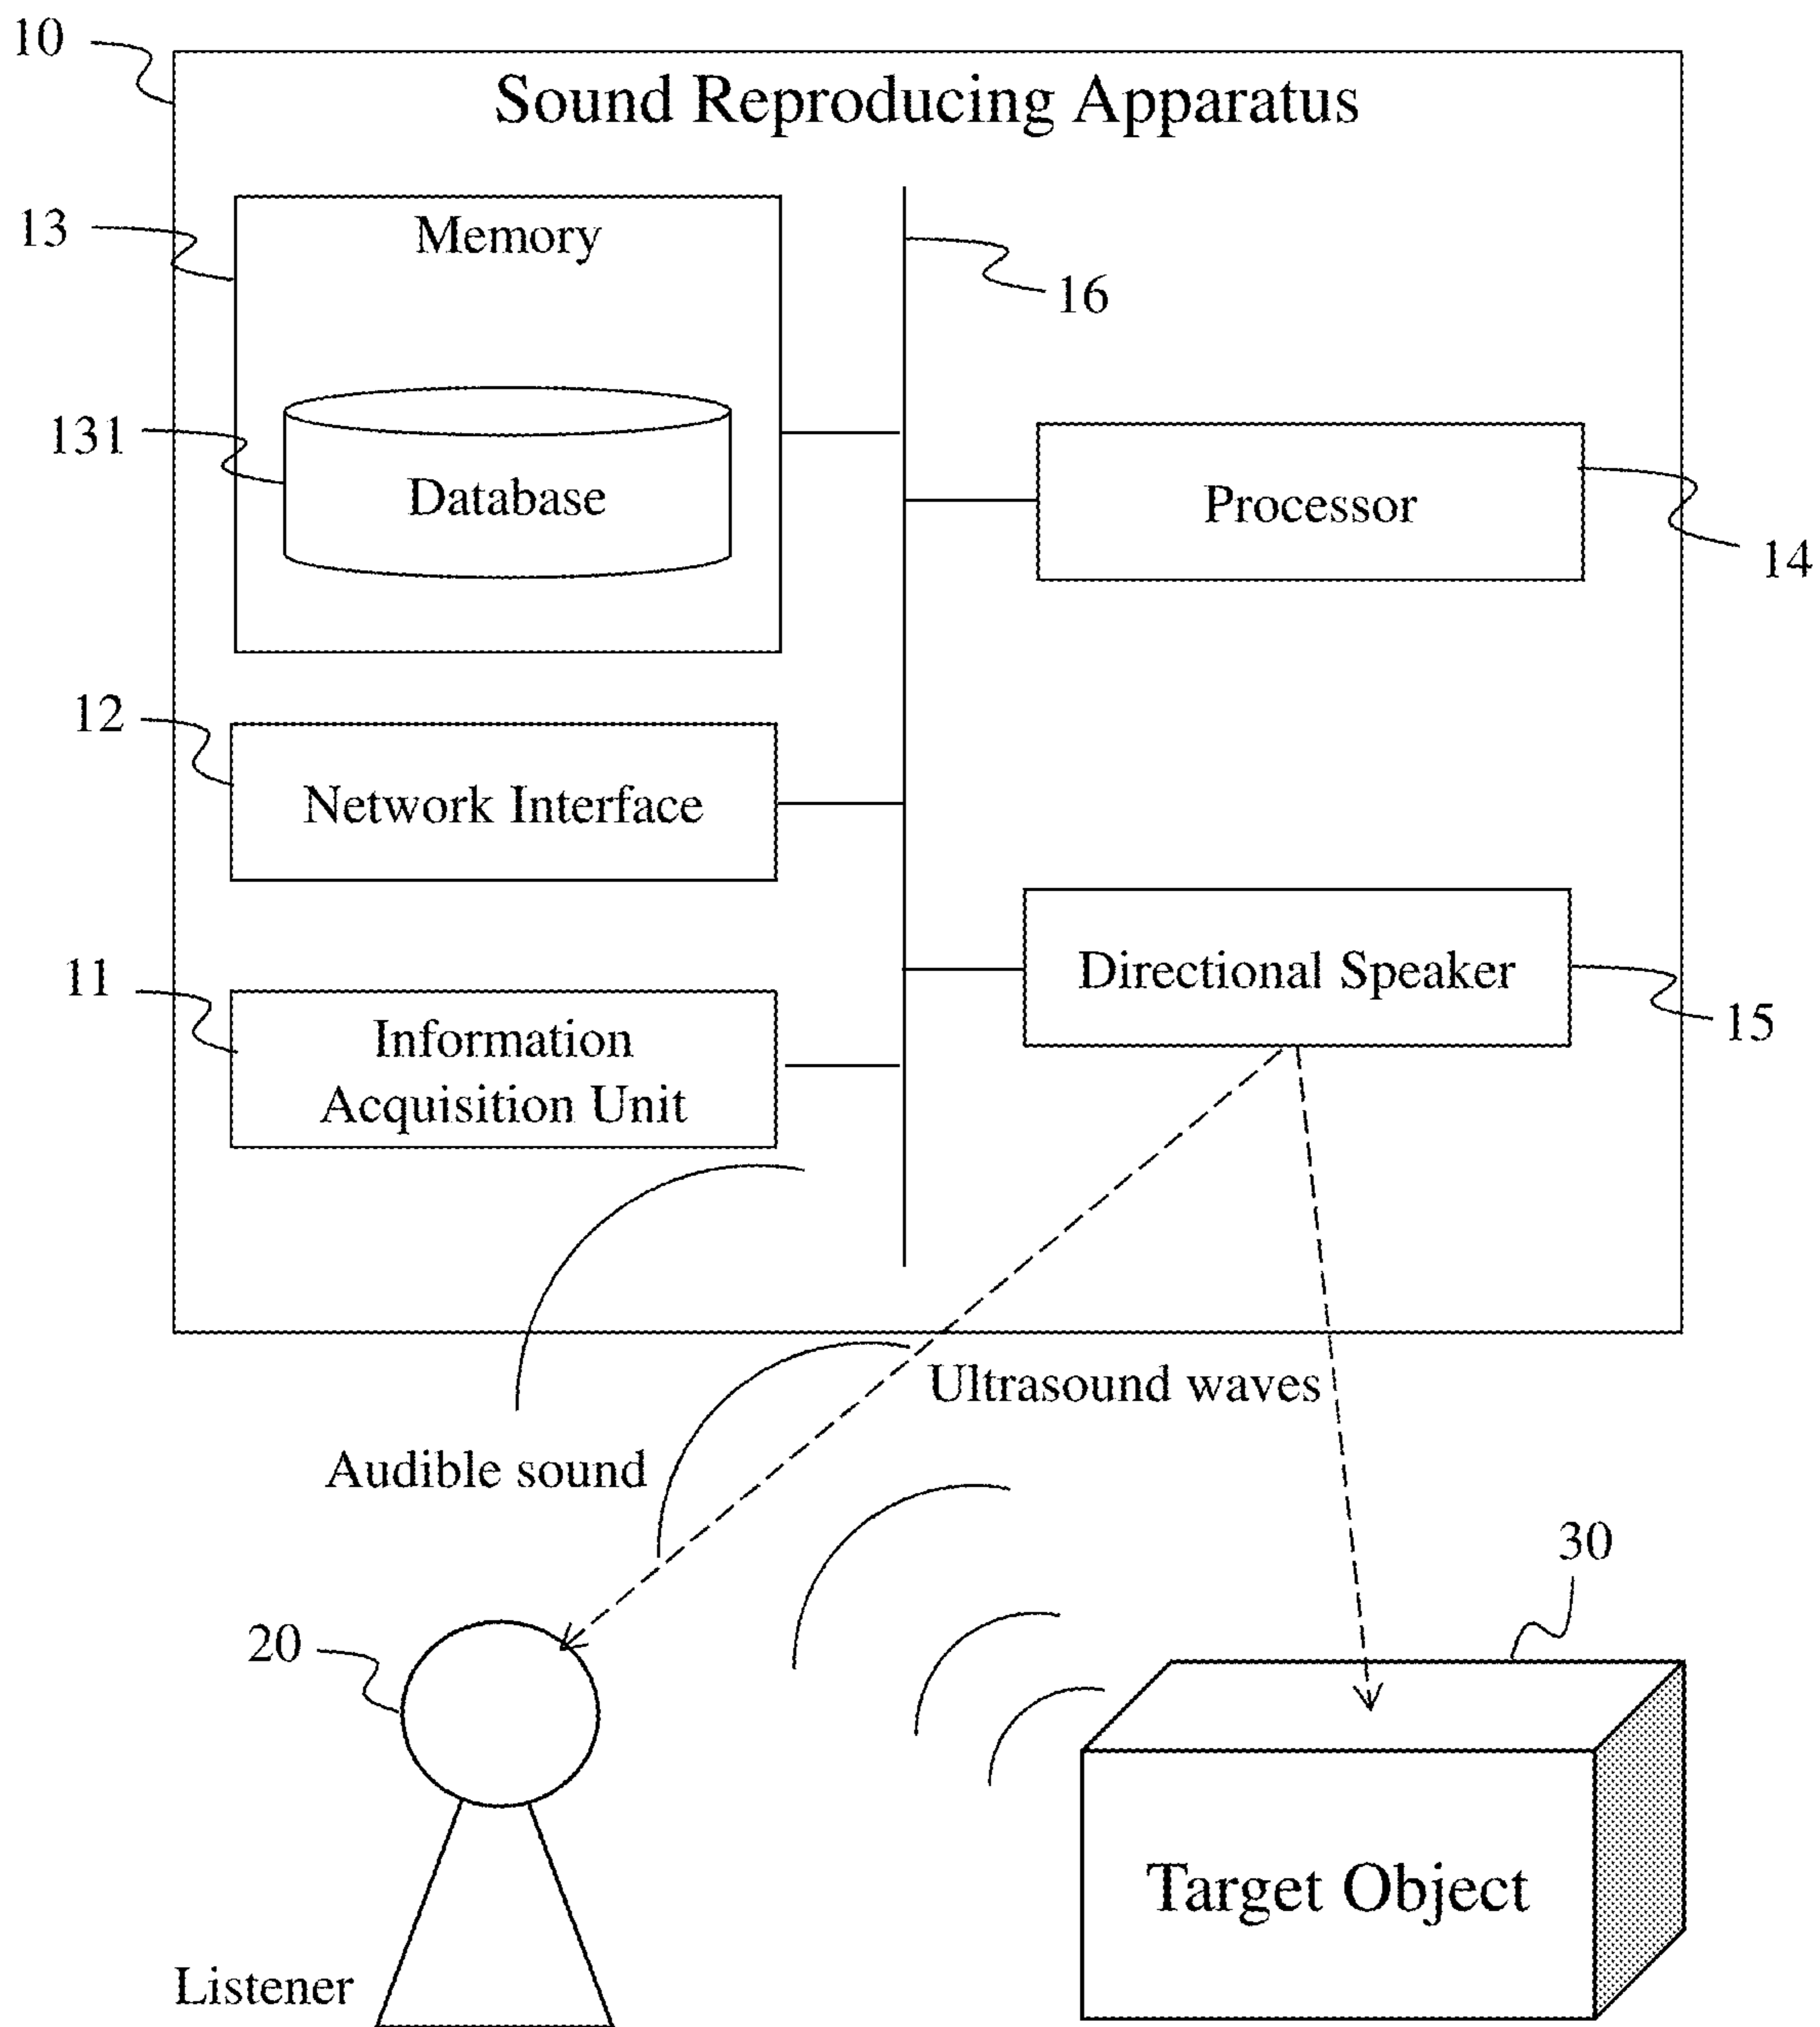 10
Sound Reproducing Apparatus
13
Memory
16
131
Database
Processor
14
12
Network Interface
11
Information
Acquisition Unit
Directional Speaker
15
Ultrasound waves
Audible sound
30
20
Target Object
Listener